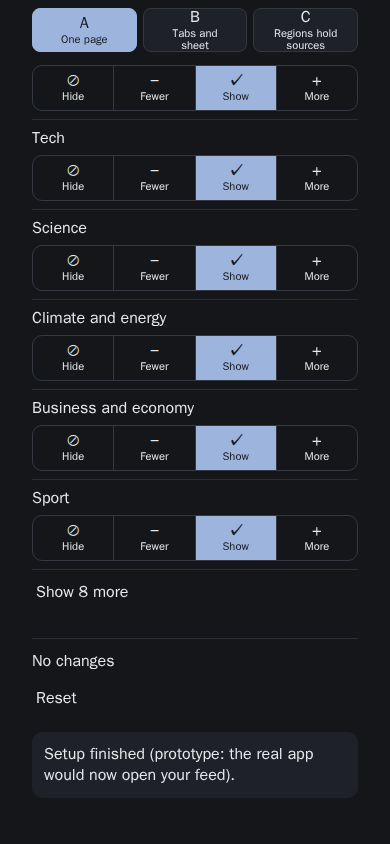 A
One page
B
Tabs and
sheet
C
Regions hold
sources
Hide
− Fewer
✓ Show
+ More
Tech
Hide
− Fewer
✓ Show
+ More
Science
Hide
− Fewer
✓ Show
+ More
Climate and energy
Hide
− Fewer
✓ Show
+ More
Business and economy
Hide
− Fewer
✓ Show
+ More
Sport
Hide
− Fewer
✓ Show
+ More
Show 8 more
No changes
Reset
Setup finished (prototype: the real app
would now open your feed).